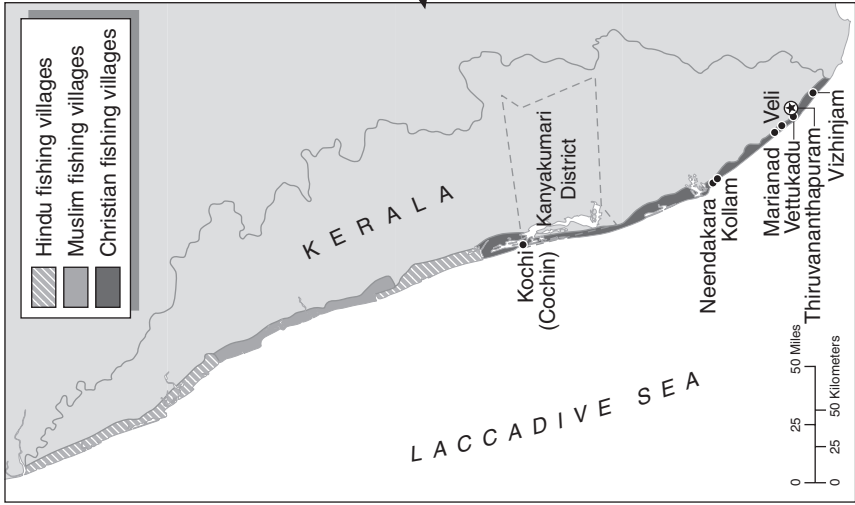 Hindu fishing villages
Muslim fishing villages
Christian fishing villages
KERALA
Kanyakumari
District
Kochi
(Cochin)
Neendakara
Kollam
Marianad
Veli
Vettukadu
Thiruvananthapuram
Vizhinjam
LACCADIVE SEA
0 25 50 Miles
0 25 50 Kilometers